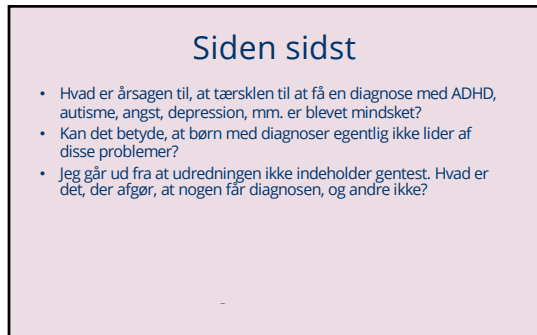 Siden sidst
• Hvad er årsagen til, at tærsklen til at få en diagnose med ADHD,
autisme, angst, depression, mm. er blevet mindsket?
• Kan det betyde, at børn med diagnoser egentlig ikke lider af
disse problemer?
• Jeg går ud fra at udredningen ikke indeholder gentest. Hvad er
det, der afgør, at nogen får diagnosen, og andre ikke?